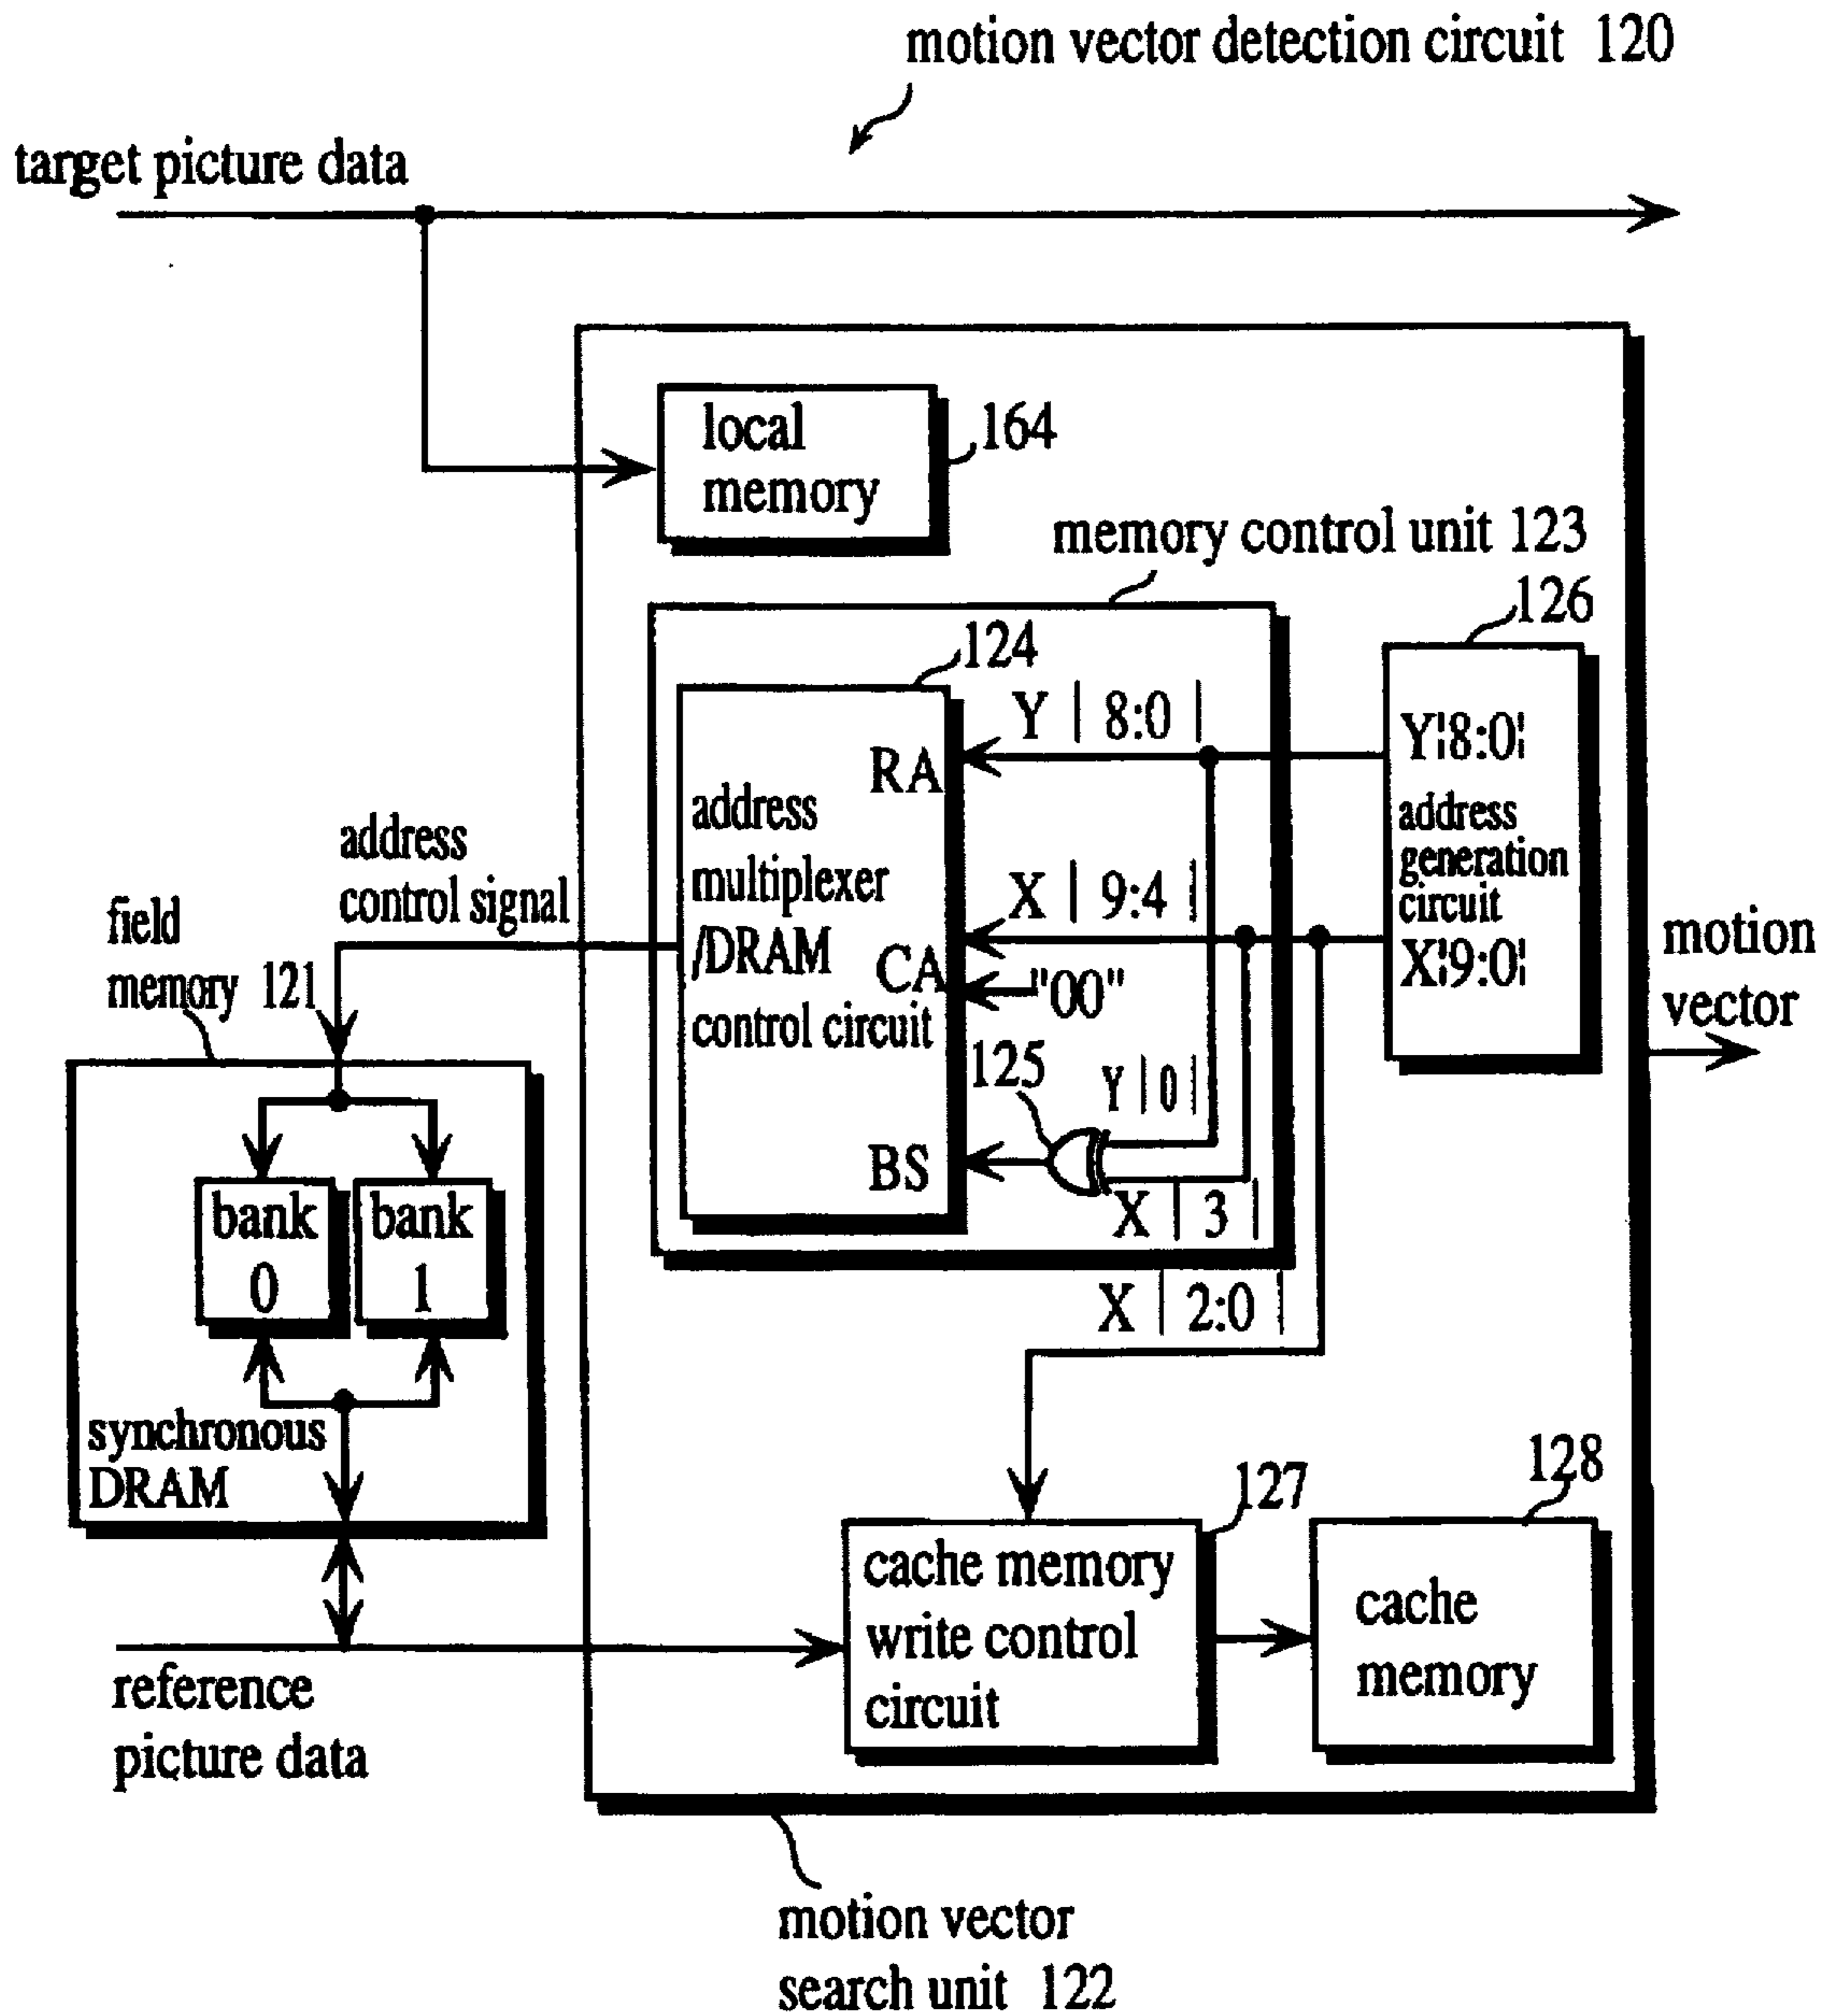 motion vector detection circuit 120
target picture data
local
memory
164
memory control unit 123
126
124
Y | 8:0 |
RA
Y¦8:0¦
address
generation
circuit
X¦9:0¦
address
multiplexer
/DRAM
control circuit
X | 9:4 |
CA
"00"
125
Y | 0 |
BS
X | 3 |
X | 2:0 |
address
control signal
field
memory 121
motion
vector
bank
0
bank
1
synchronous
DRAM
127
128
cache memory
write control
circuit
cache
memory
reference
picture data
motion vector
search unit 122